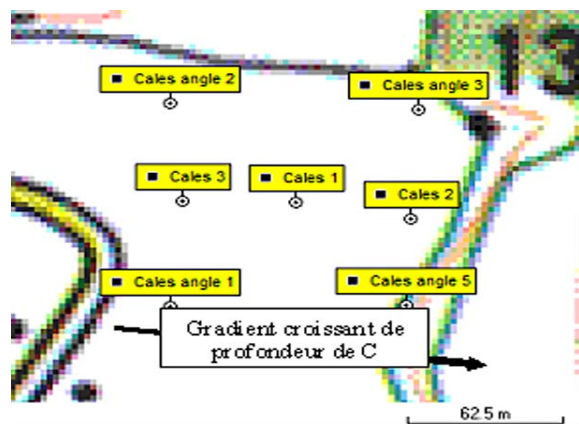 13
Cales angle 2
Cales angle 3
Cales 3
Cales 1
Cales 2
Cales angle 1
Cales angle 5
Gradient croissant de
profondeur de C
62.5 m